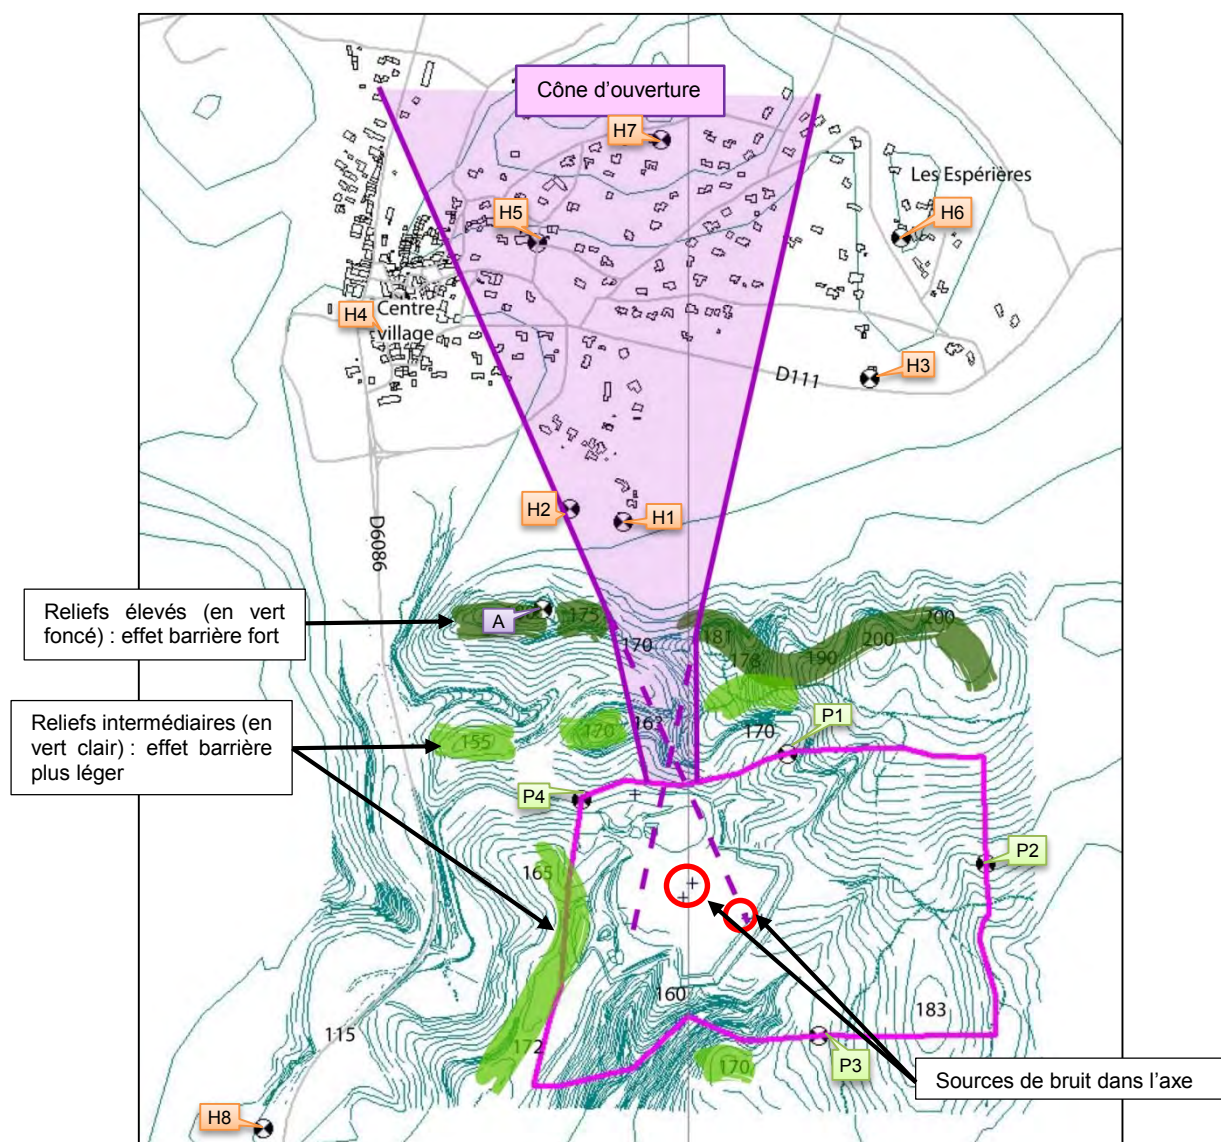 Cône d’ouverture
H7
Les Espérières
H5
H6
H4
Centre
village
H3
D111
H2
H1
D6086
Reliefs élevés (en vert
foncé) : effet barrière fort
A
175
170
181
178
190
200
200
Reliefs intermédiaires (en
vert clair) : effet barrière
plus léger
155
170
170
P1
P4
P2
165
160
183
115
172
170
P3
Sources de bruit dans l’axe
H8